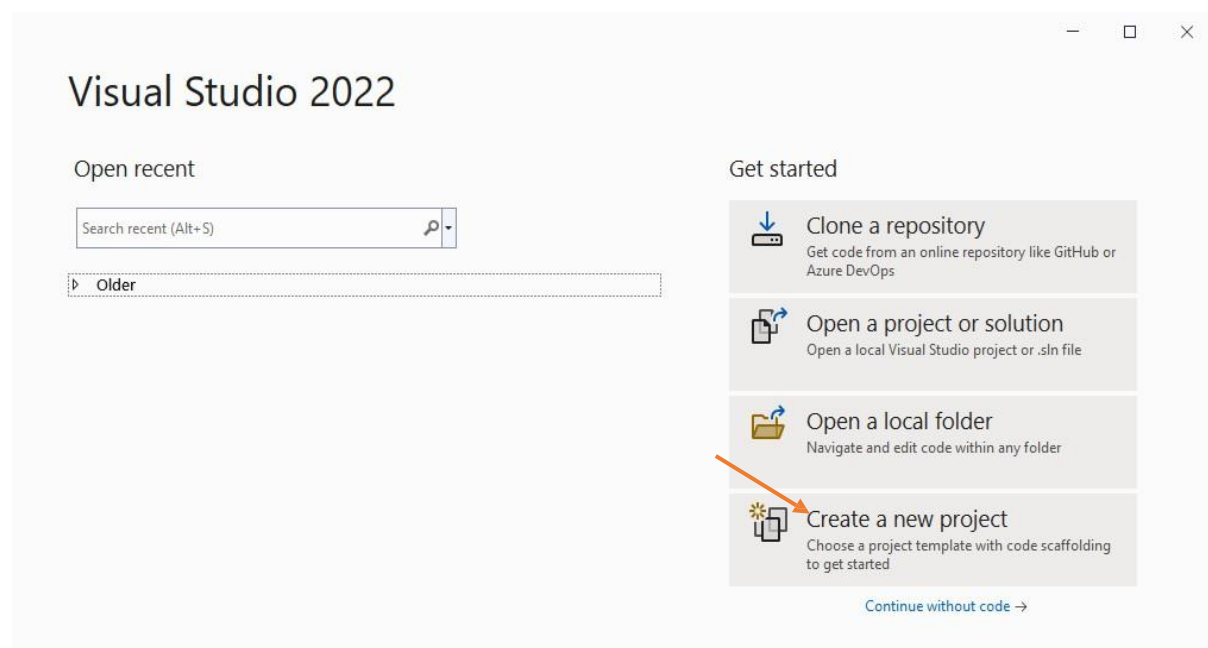 Visual Studio 2022
Open recent
Search recent (Alt+S)
Older
Get started
Clone a repository
Get code from an online repository like GitHub or
Azure DevOps
Open a project or solution
Open a local Visual Studio project or .sln file
Open a local folder
Navigate and edit code within any folder
Create a new project
Choose a project template with code scaffolding
to get started
Continue without code →